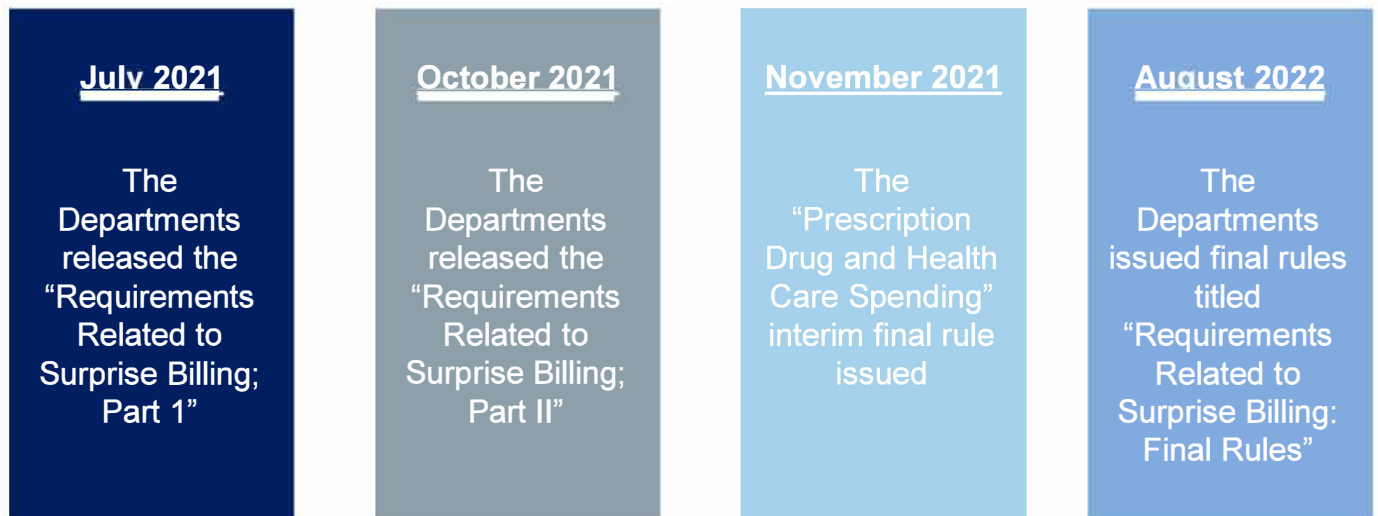 July 2021
The
Departments
released the
“Requirements
Related to
Surprise Billing;
Part 1”
October 2021
The
Departments
released the
“Requirements
Related to
Surprise Billing;
Part II”
November 2021
The
“Prescription
Drug and Health
Care Spending”
interim final rule
issued
August 2022
The
Departments
issued final rules
titled
“Requirements
Related to
Surprise Billing:
Final Rules”